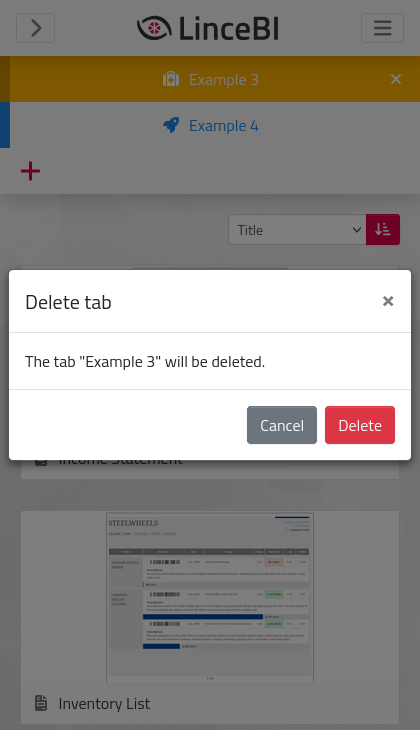 LinceBI
Example 3
×
Example 4
Title
Delete tab
×
The tab "Example 3" will be deleted.
Cancel
Delete
Income Statement
STEELWHEELS
Inventory List